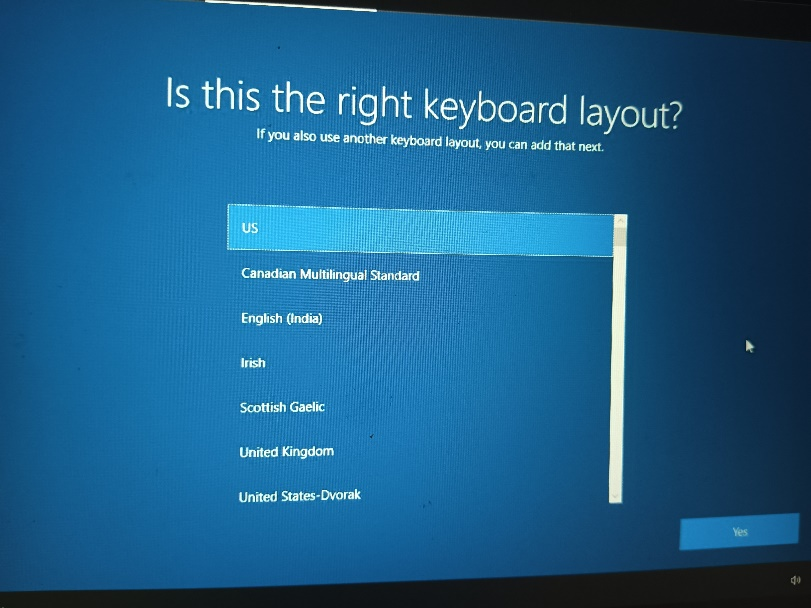 Is this the right keyboard layout?
If you also use another keyboard layout, you can add that next.
US
Canadian Multilingual Standard
English (India)
Irish
Scottish Gaelic
United Kingdom
United States-Dvorak
Yes